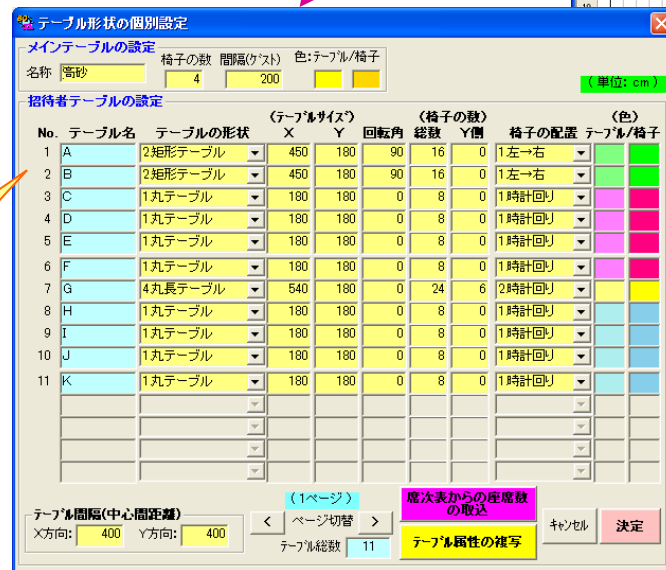 テーブル形状の個別設定
メインテーブルの設定
椅子の数 間隔(ゲスト) 色:テーブル/椅子
名称 高砂 4 200
(単位: cm)
招待者テーブルの設定
(テーブルサイズ) (椅子の数) (色)
No. テーブル名 テーブルの形状 X Y 回転角 総数 Y側 椅子の配置 テーブル/椅子
1 A 2矩形テーブル 450 180 90 16 0 1左→右
2 B 2矩形テーブル 450 180 90 16 0 1左→右
3 C 1丸テーブル 180 180 0 8 0 1時計回り
4 D 1丸テーブル 180 180 0 8 0 1時計回り
5 E 1丸テーブル 180 180 0 8 0 1時計回り
6 F 1丸テーブル 180 180 0 8 0 1時計回り
7 G 4丸長テーブル 540 180 0 24 6 2時計回り
8 H 1丸テーブル 180 180 0 8 0 1時計回り
9 I 1丸テーブル 180 180 0 8 0 1時計回り
10 J 1丸テーブル 180 180 0 8 0 1時計回り
11 K 1丸テーブル 180 180 0 8 0 1時計回り
テーブル間隔(中心間距離)
X方向: 400 Y方向: 400
(1ページ)
< ページ切替 >
テーブル総数 11
席次表からの座席数
の取込
テーブル属性の複写
キャンセル
決定